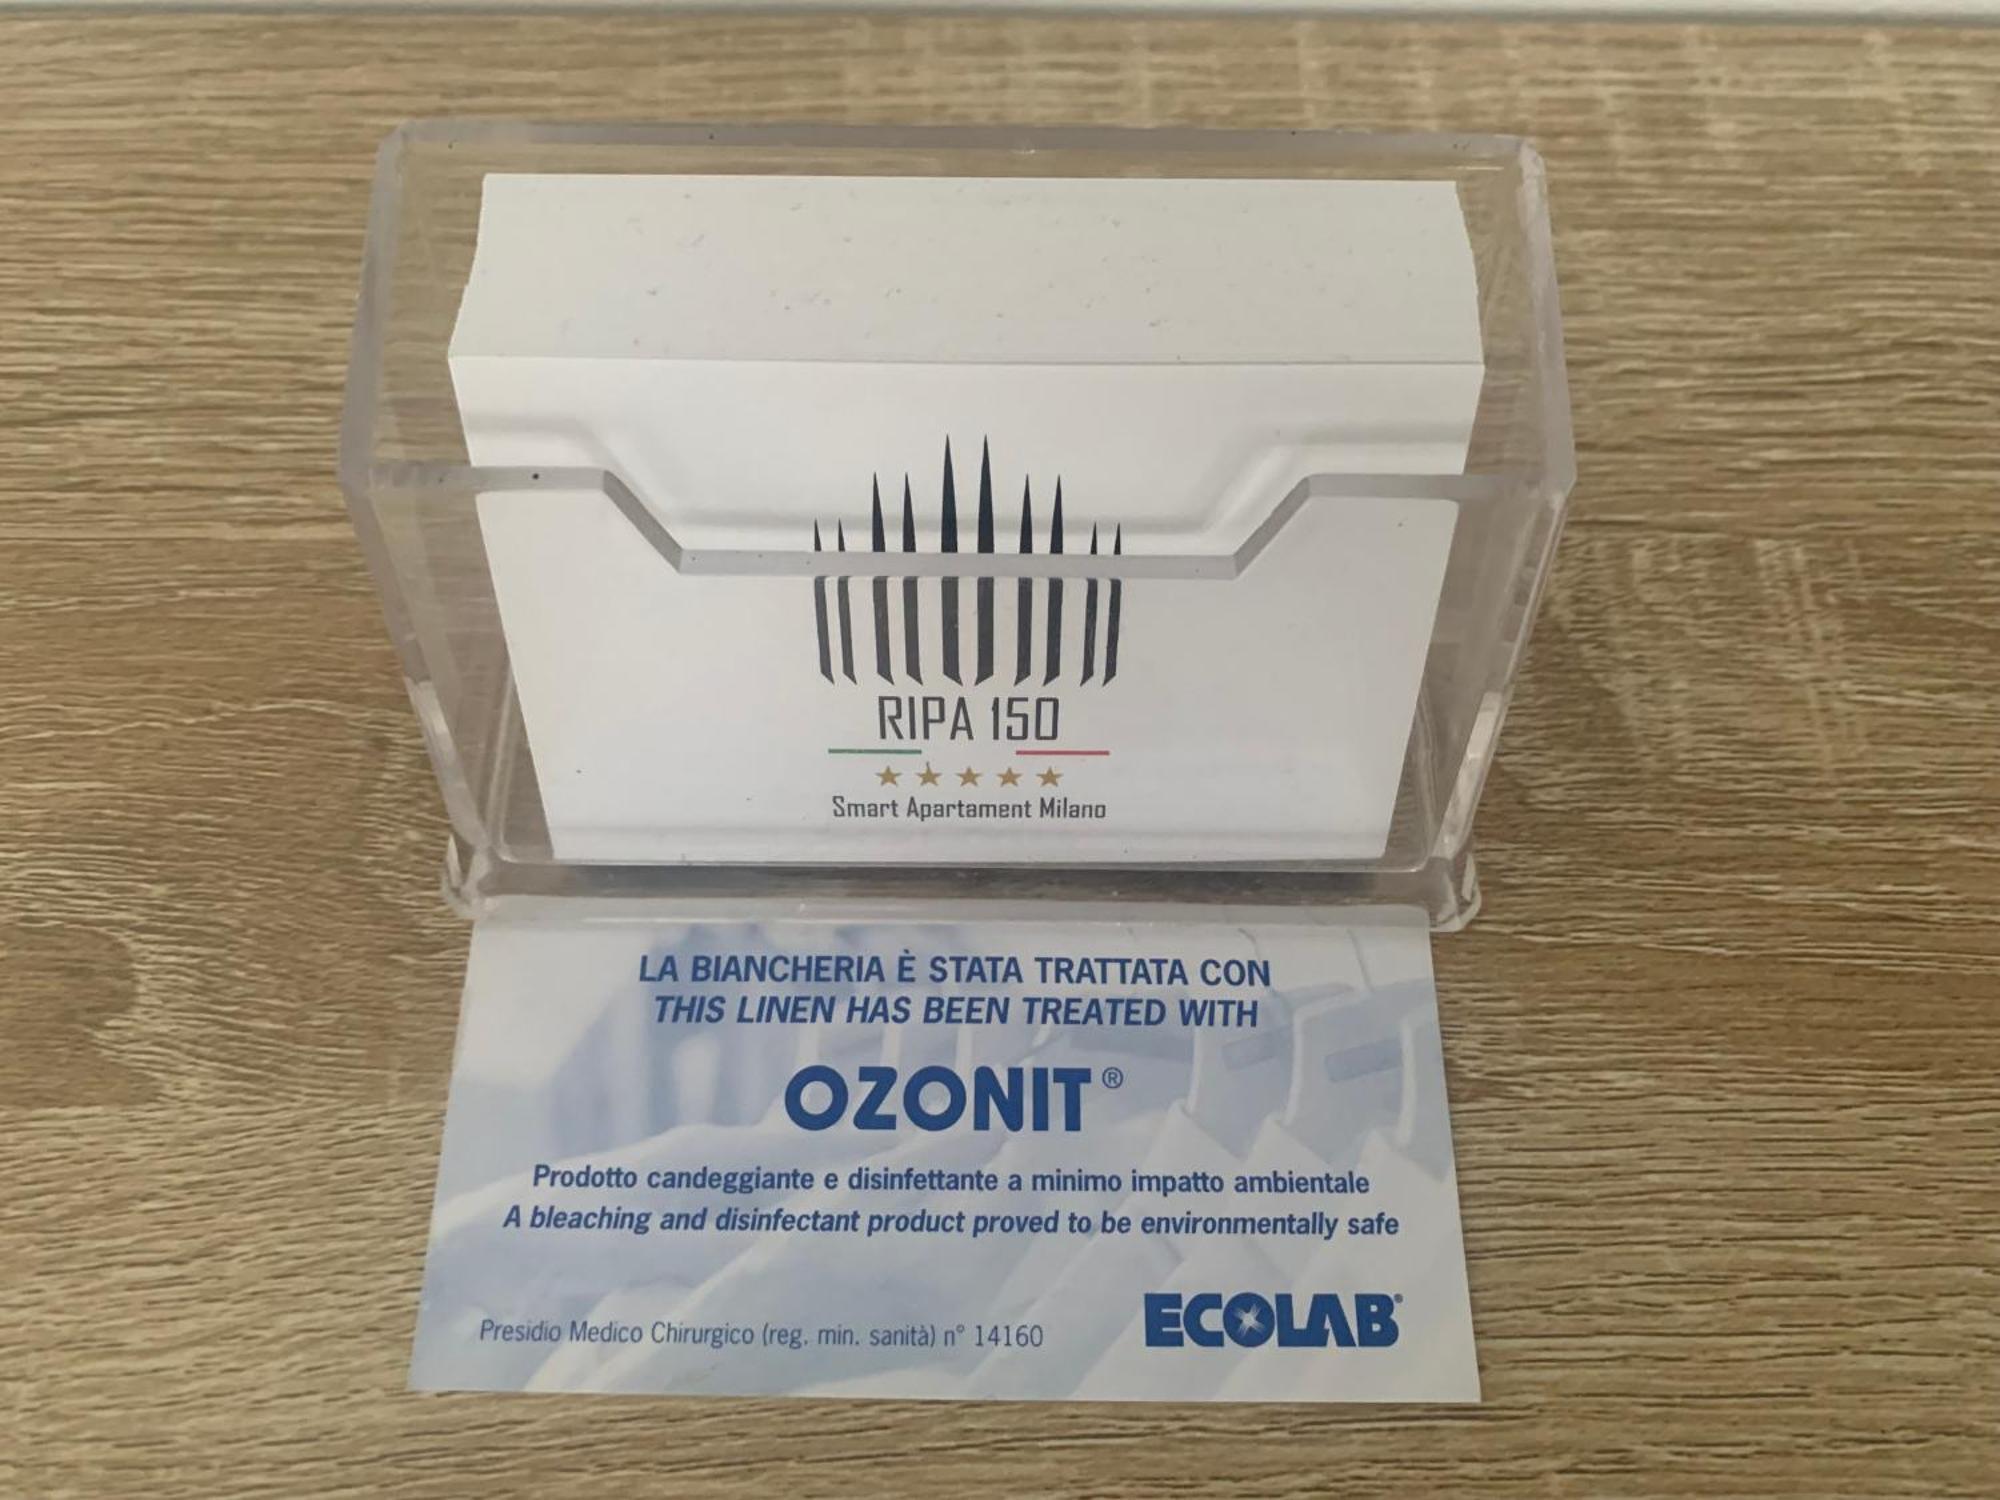 RIPA 150
Smart Apartament Milano
LA BIANCHERIA È STATA TRATTATA CON
THIS LINEN HAS BEEN TREATED WITH
OZONIT®
Prodotto candeggiante e disinfettante a minimo impatto ambientale
A bleaching and disinfectant product proved to be environmentally safe
Presidio Medico Chirurgico (reg. min. sanità) n° 14160
ECOLAB®